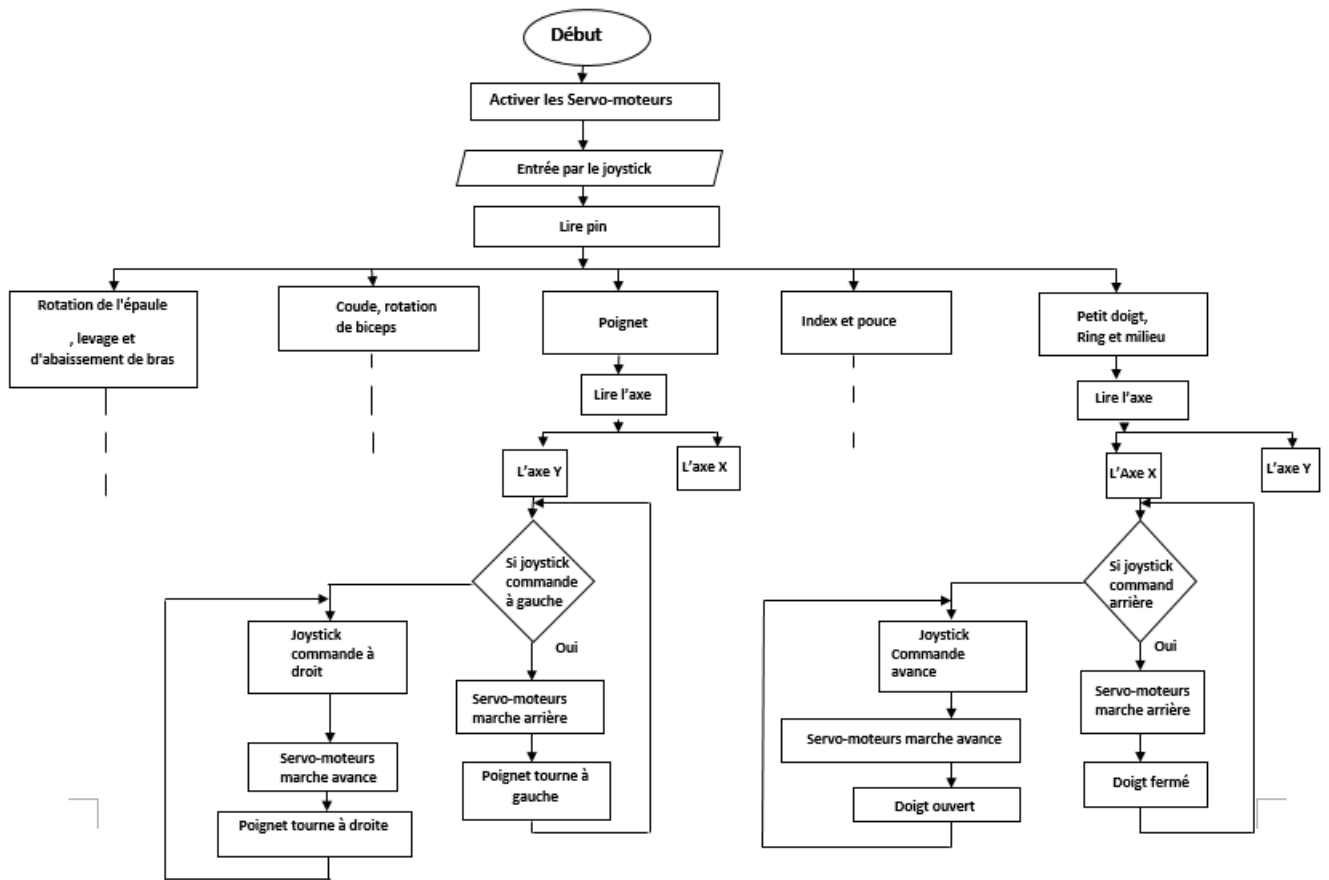 Début
Activer les Servo-moteurs
Entrée par le joystick
Lire pin
Rotation de l'épaule
, levage et
d'abaissement de bras
Coude, rotation
de biceps
Poignet
Index et pouce
Petit doigt,
Ring et milieu
Lire l'axe
L'axe Y
L'axe X
Si joystick
commande
à gauche
Oui
Joystick
commande à
droit
Servo-moteurs
marche avance
Poignet tourne à droite
Servo-moteurs
marche arrière
Poignet tourne à
gauche
Lire l'axe
L'Axe X
L'axe Y
Si joystick
command
arrière
Oui
Joystick
Commande
avance
Servo-moteurs marche avance
Doigt ouvert
Servo-moteurs
marche arrière
Doigt fermé